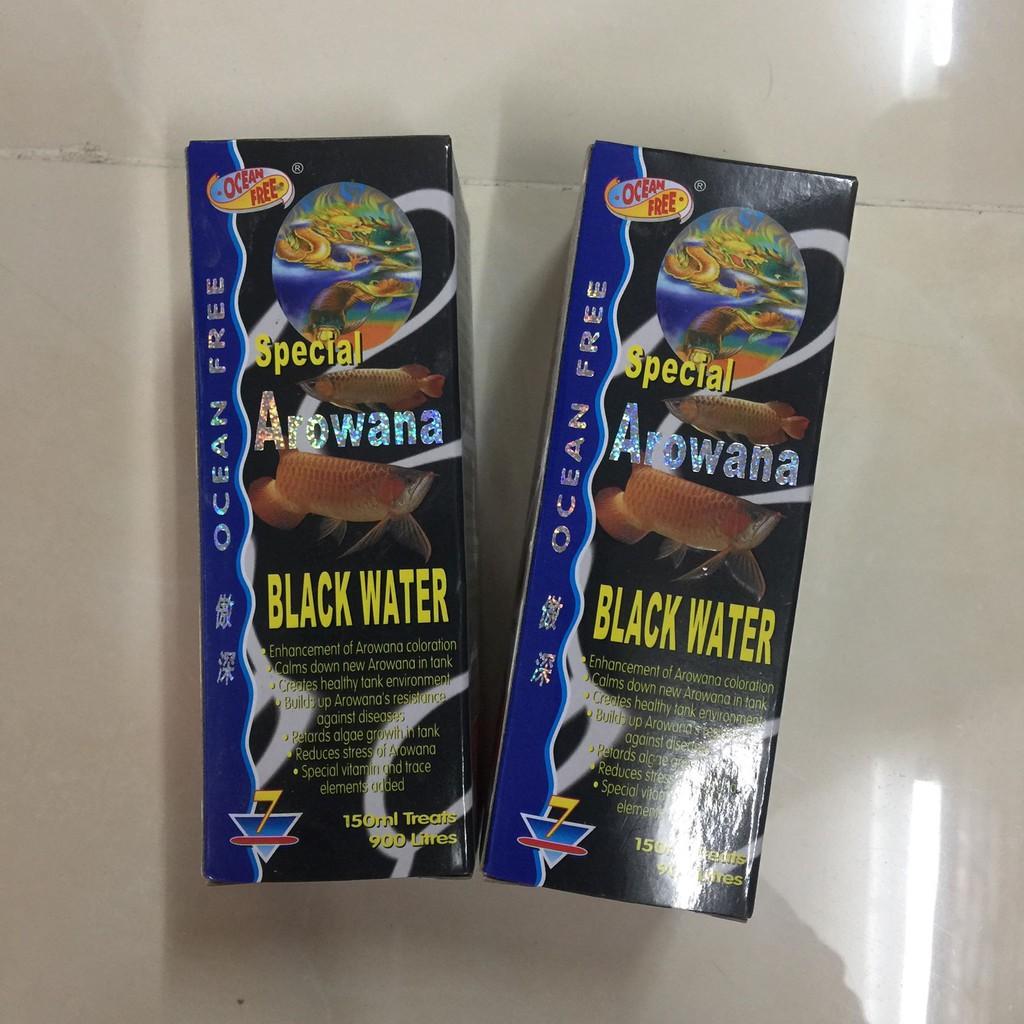 OCEAN
FREE
®
Special
Arowana
BLACK WATER
• Enhancement of Arowana coloration
• Calms down new Arowana in tank
• Creates healthy tank environment
• Builds up Arowana's resistance
against diseases
• Retards algae growth in tank
• Reduces stress of Arowana
• Special vitamin and trace
elements added
7
150ml Treats
900 Litres
OCEAN FREE
OCEAN
FREE
®
Special
Arowana
BLACK WATER
• Enhancement of Arowana coloration
• Calms down new Arowana in tank
• Creates healthy tank environment
• Builds up Arowana's
against
• Retards algae
• Reduces
• Special
7
OCEAN FREE